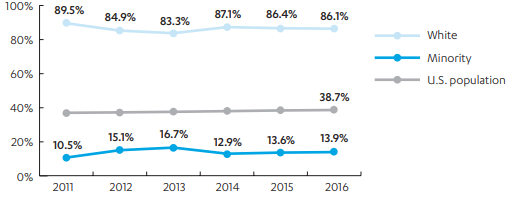 100%
80%
60%
40%
20%
0%
89.5% 84.9% 83.3% 87.1% 86.4% 86.1%
38.7%
10.5% 15.1% 16.7% 12.9% 13.6% 13.9%
2011 2012 2013 2014 2015 2016
White
Minority
U.S. population